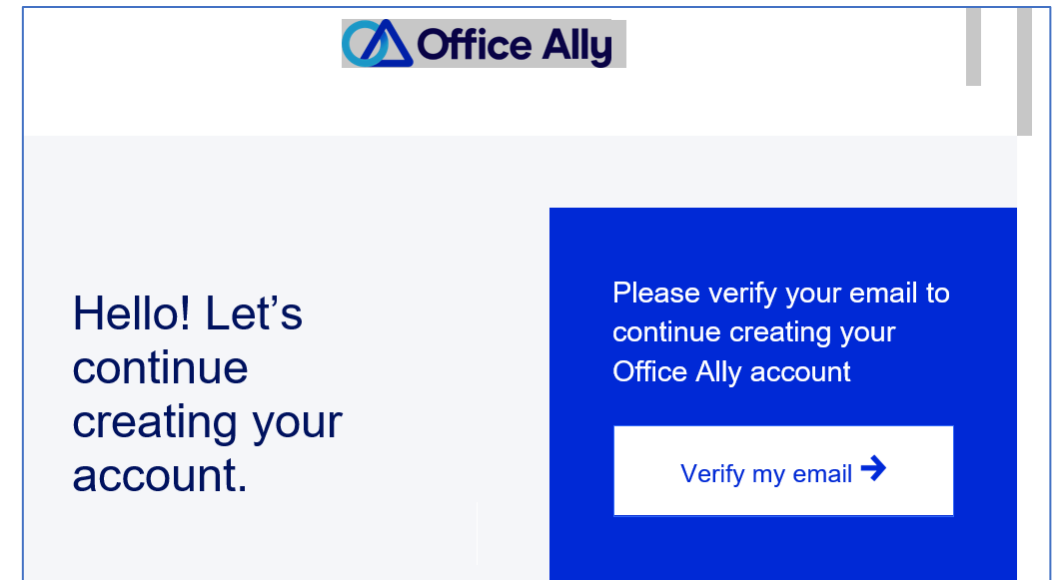 Office Ally
Hello! Let’s
continue
creating your
account.
Please verify your email to
continue creating your
Office Ally account
Verify my email →